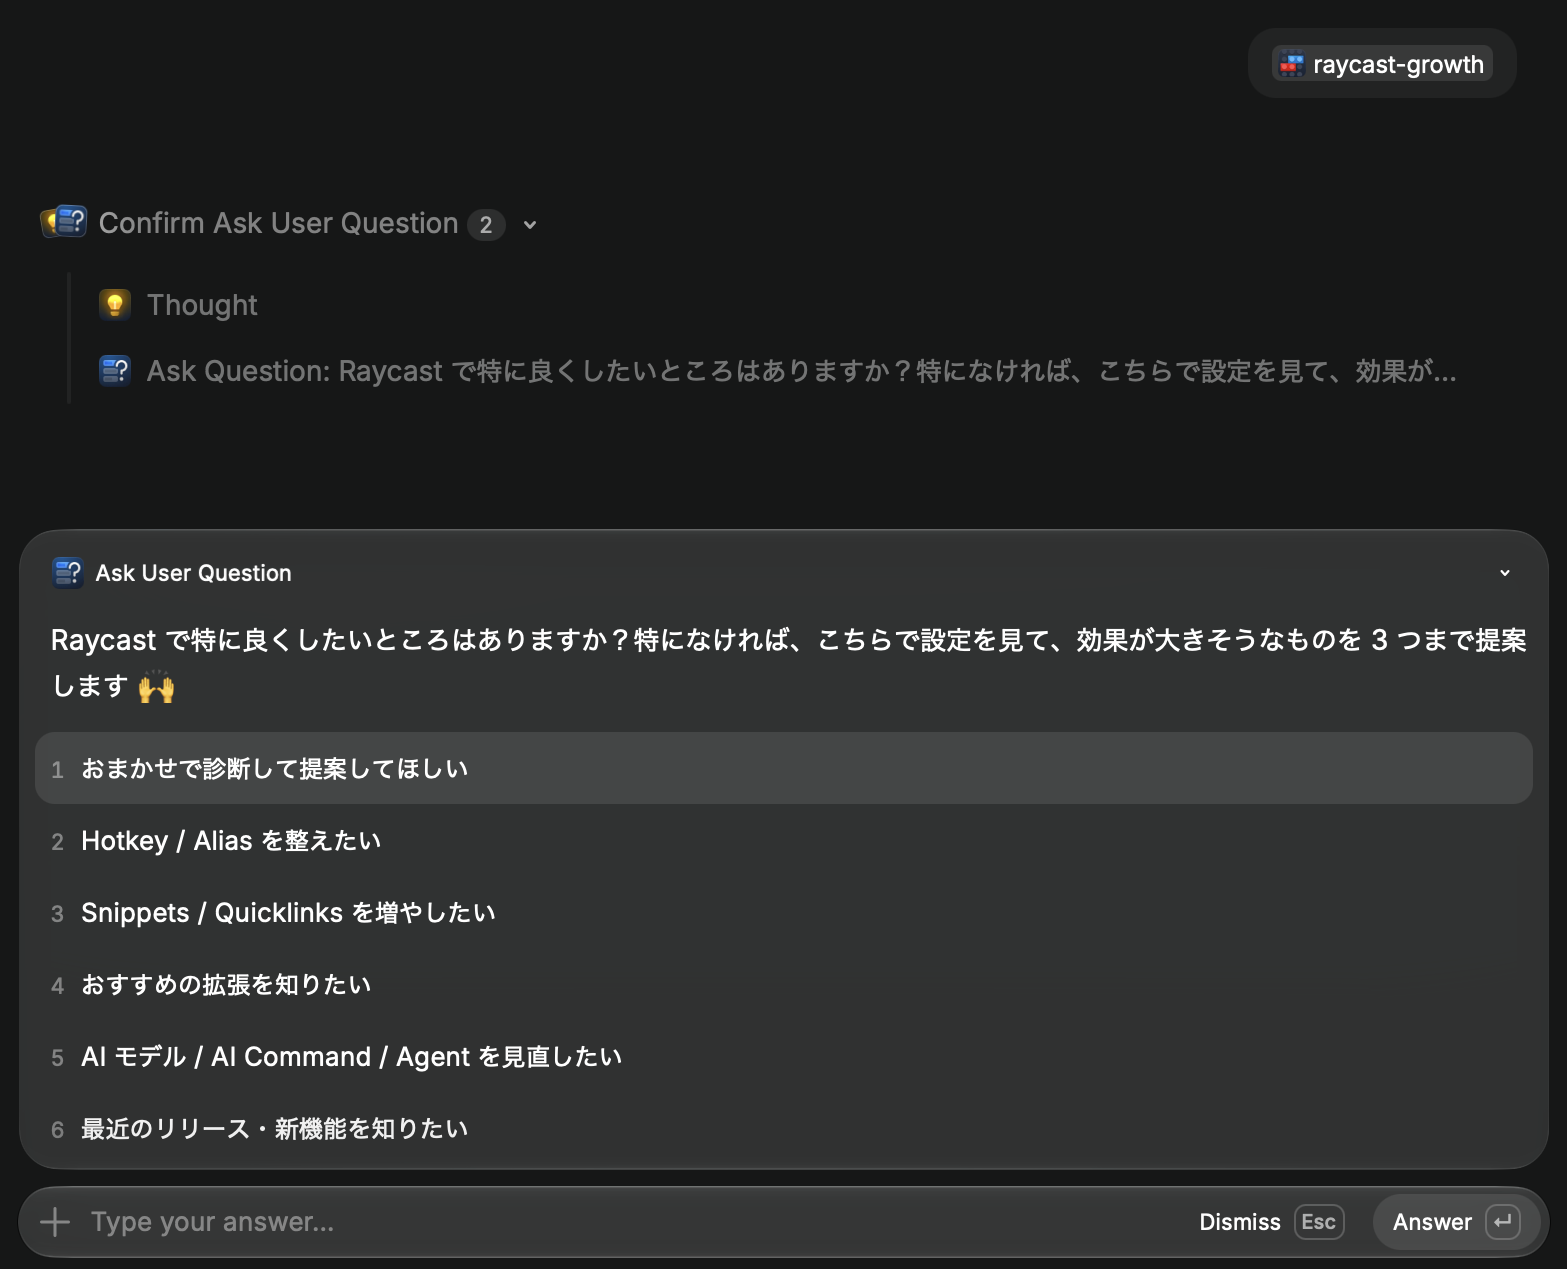 raycast-growth
Confirm Ask User Question 2
Thought
Ask Question: Raycast で特に良くしたいところはありますか？特になければ、こちらで設定を見て、効果が...
Ask User Question
Raycast で特に良くしたいところはありますか？特になければ、こちらで設定を見て、効果が大きそうなものを 3 つまで提案
します 🙌
1 おまかせで診断して提案してほしい
2 Hotkey / Alias を整えたい
3 Snippets / Quicklinks を増やしたい
4 おすすめの拡張を知りたい
5 AI モデル / AI Command / Agent を見直したい
6 最近のリリース・新機能を知りたい
Type your answer...
Dismiss Esc
Answer ↵